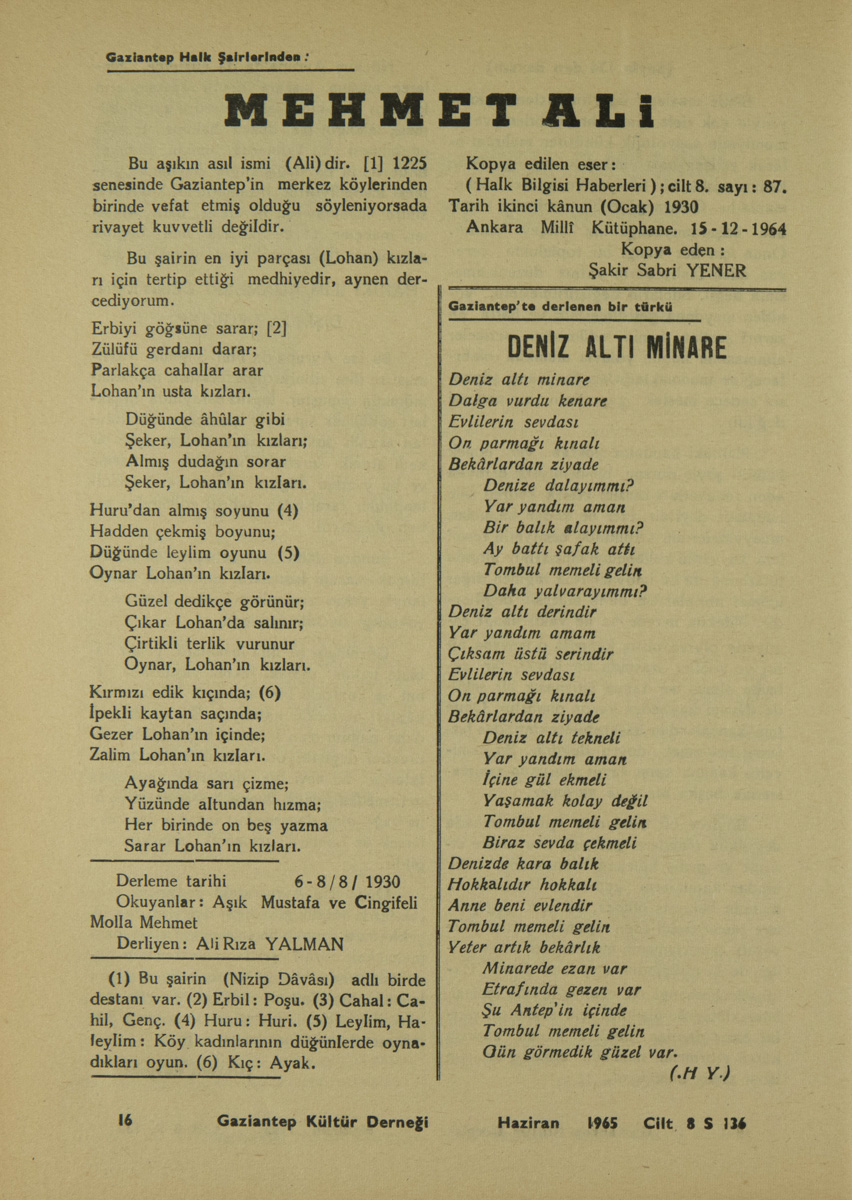 Gaziantep Halk Şairlerinden :
MEHMET ALİ
Bu aşıkın asıl ismi (Ali) dir. [1] 1225
senesinde Gaziantep'in merkez köylerinden
birinde vefat etmiş olduğu söyleniyorsada
rivayet kuvvetli değildir.
Bu şairin en iyi parçası (Lohan) kızla-
rı için tertip ettiği medhiyedir, aynen der-
cediyorum.
Erbiyi göğsüne sarar; [2]
Zülüfü gerdanı darar;
Parlakça cahallar arar
Lohan'ın usta kızları.
Düğünde âhûlar gibi
Şeker, Lohan'ın kızları;
Almış dudağın sorar
Şeker, Lohan'ın kızları.
Huru'dan almış soyunu (4)
Hadden çekmiş boyunu;
Düğünde leylim oyunu (5)
Oynar Lohan'ın kızları.
Güzel dedikçe görünür;
Çıkar Lohan'da salınır;
Çirtikli terlik vurunur
Oynar, Lohan'ın kızları.
Kırmızı edik kıçında; (6)
İpekli kaytan saçında;
Gezer Lohan'ın içinde;
Zalim Lohan'ın kızları.
Ayağında sarı çizme;
Yüzünde altundan hızma;
Her birinde on beş yazma
Sarar Lohan'ın kızları.
Derleme tarihi 6 - 8 / 8 / 1930
Okuyanlar : Aşık Mustafa ve Cingifeli
Molla Mehmet
Derliyen : Ali Rıza YALMAN
(1) Bu şairin (Nizip Dâvâsı) adlı birde
destanı var. (2) Erbil : Poşu. (3) Cahal : Ca-
hil, Genç. (4) Huru : Huri. (5) Leylim, Ha-
leylim : Köy kadınlarının düğünlerde oyna-
dıkları oyun. (6) Kıç : Ayak.
Kopya edilen eser :
( Halk Bilgisi Haberleri ) ; cilt 8. sayı : 87.
Tarih ikinci kânun (Ocak) 1930
Ankara Millî Kütüphane. 15 - 12 - 1964
Kopya eden :
Şakir Sabri YENER
Gaziantep'te derlenen bir türkü
DENİZ ALTI MİNARE
Deniz altı minare
Dalga vurdu kenare
Evlilerin sevdası
On parmağı kınalı
Bekârlardan ziyade
Denize dalayımmı?
Yar yandım aman
Bir balık alayımmı?
Ay battı şafak attı
Tombul memeli gelin
Daha yalvarayımmı?
Deniz altı derindir
Yar yandım amam
Çıksam üstü serindir
Evlilerin sevdası
On parmağı kınalı
Bekârlardan ziyade
Deniz altı tekneli
Yar yandım aman
İçine gül ekmeli
Yaşamak kolay değil
Tombul memeli gelin
Biraz sevda çekmeli
Denizde kara balık
Hokkalıdır hokkalı
Anne beni evlendir
Tombul memeli gelin
Yeter artık bekârlık
Minarede ezan var
Etrafında gezen var
Şu Antep'in içinde
Tombul memeli gelin
Gün görmedik güzel var.
(.H Y.)
16 Gaziantep Kültür Derneği Haziran 1965 Cilt 8 S 136